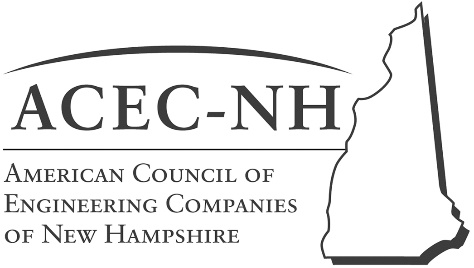 ACEC-NH
American Council of
Engineering Companies
of New Hampshire